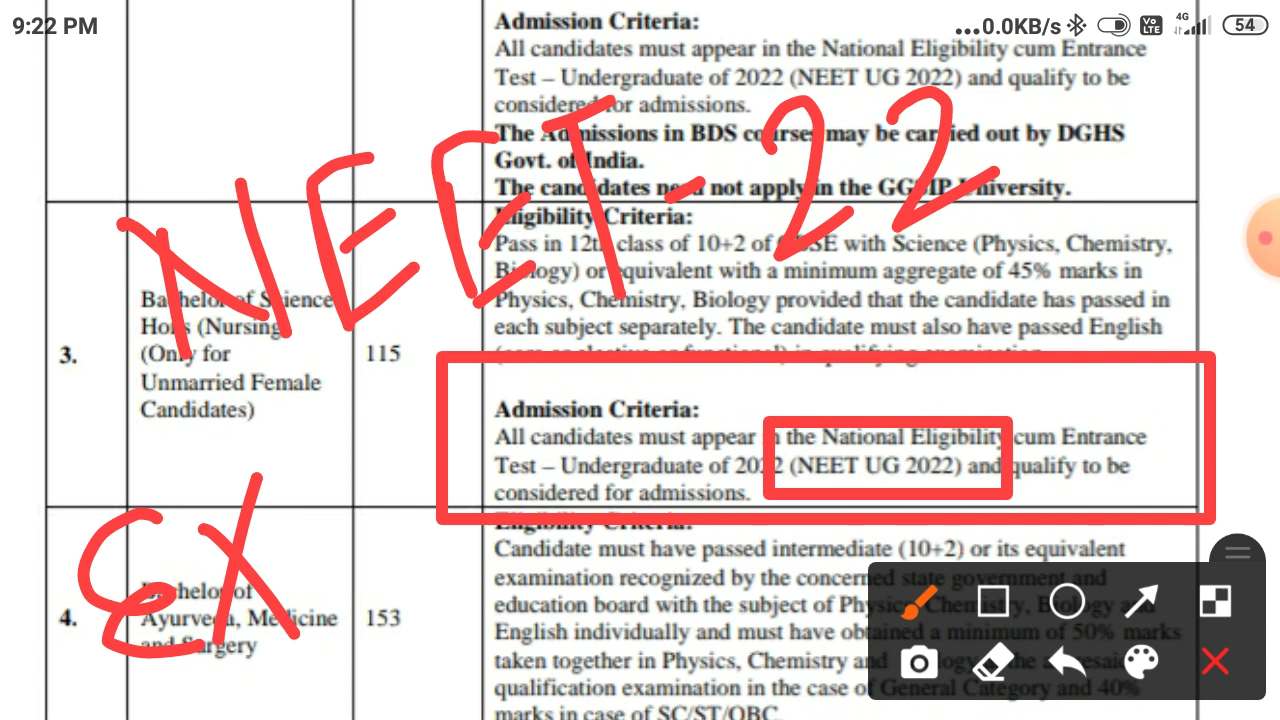 9:22 PM
...0.0KB/s
Vo LTE
4G
54
Admission Criteria:
All candidates must appear in the National Eligibility cum Entrance
Test – Undergraduate of 2022 (NEET UG 2022) and qualify to be
considered for admissions.
The Admissions in BDS courses may be carried out by DGHS
Govt. of India.
The candidates need not apply in the GGSIP University.
NEET-22
3.
Bachelor of Science
Hons (Nursing)
(Only for
Unmarried Female
Candidates)
115
Eligibility Criteria:
Pass in 12th class of 10+2 of CBSE with Science (Physics, Chemistry,
Biology) or equivalent with a minimum aggregate of 45% marks in
Physics, Chemistry, Biology provided that the candidate has passed in
each subject separately. The candidate must also have passed English
(core or elective or functional) in qualifying examination.
Admission Criteria:
All candidates must appear in the National Eligibility cum Entrance
Test – Undergraduate of 2022 (NEET UG 2022) and qualify to be
considered for admissions.
EX
4.
Bachelor of
Ayurveda, Medicine
and Surgery
153
Eligibility Criteria:
Candidate must have passed intermediate (10+2) or its equivalent
examination recognized by the concerned state government and
education board with the subject of Physics, Chemistry, Biology and
English individually and must have obtained a minimum of 50% marks
taken together in Physics, Chemistry and Biology the aforesaid
qualification examination in the case of General Category and 40%
marks in case of SC/ST/OBC.